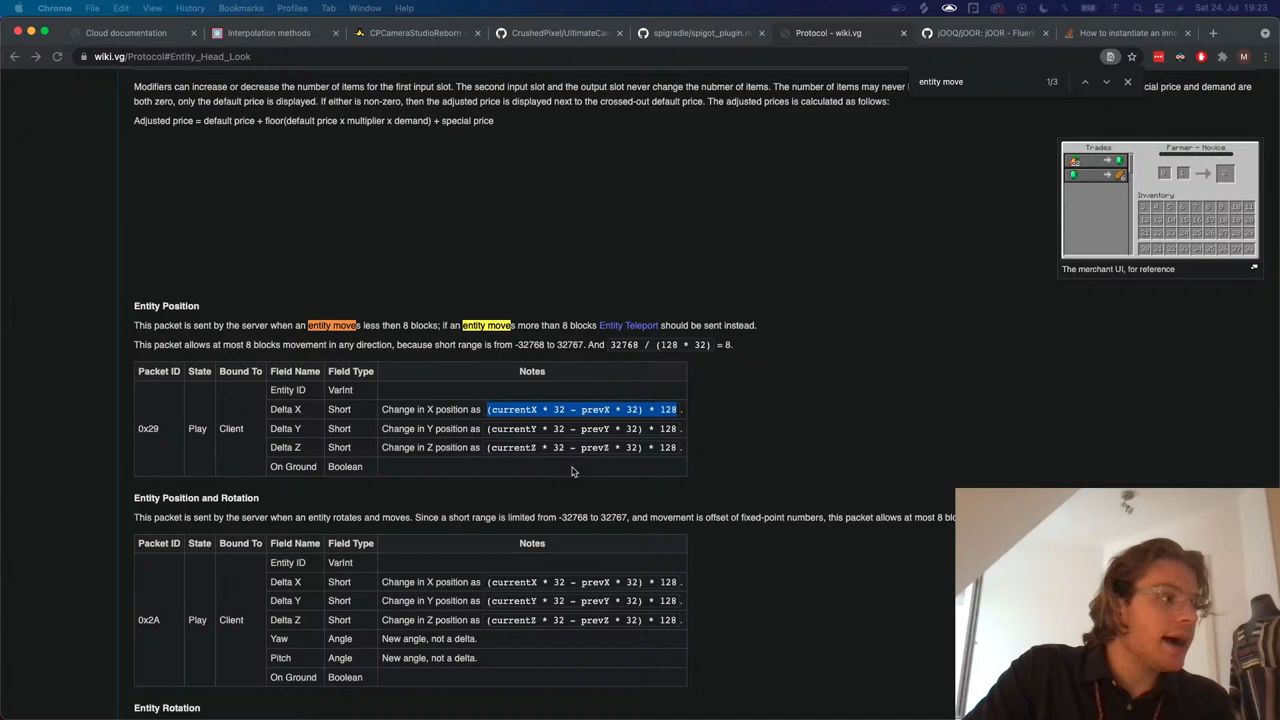 Chrome File Edit View History Bookmarks Profiles Tab Window Help Sat 24. Jul 19:23
Cloud documentation Interpolation methods CPCameraStudioReborn - CrushedPixel/UltimateCam spigradle/spigot_plugin.m Protocol - wiki.vg jOOQ/jOOR: jOOR - Fluen How to instantiate an inne
wiki.vg/Protocol#Entity_Head_Look M
entity move 1/3
Modifiers can increase or decrease the number of items for the first input slot. The second input slot and the output slot never change the nubmer of items. The number of items may never cial price and demand are
both zero, only the default price is displayed. If either is non-zero, then the adjusted price is displayed next to the crossed-out default price. The adjusted prices is calculated as follows:
Adjusted price = default price + floor(default price x multiplier x demand) + special price
Trades Farmer - Novice
Inventory
The merchant UI, for reference
Entity Position
This packet is sent by the server when an entity moves less then 8 blocks; if an entity moves more than 8 blocks Entity Teleport should be sent instead.
This packet allows at most 8 blocks movement in any direction, because short range is from -32768 to 32767. And 32768 / (128 * 32) = 8.
Packet ID State Bound To Field Name Field Type Notes
Entity ID VarInt
Delta X Short Change in X position as (currentX * 32 - prevX * 32) * 128.
0x29 Play Client Delta Y Short Change in Y position as (currentY * 32 - prevY * 32) * 128.
Delta Z Short Change in Z position as (currentZ * 32 - prevZ * 32) * 128.
On Ground Boolean
Entity Position and Rotation
This packet is sent by the server when an entity rotates and moves. Since a short range is limited from -32768 to 32767, and movement is offset of fixed-point numbers, this packet allows at most 8 blo
Packet ID State Bound To Field Name Field Type Notes
Entity ID VarInt
Delta X Short Change in X position as (currentX * 32 - prevX * 32) * 128.
Delta Y Short Change in Y position as (currentY * 32 - prevY * 32) * 128.
0x2A Play Client Delta Z Short Change in Z position as (currentZ * 32 - prevZ * 32) * 128.
Yaw Angle New angle, not a delta.
Pitch Angle New angle, not a delta.
On Ground Boolean
Entity Rotation